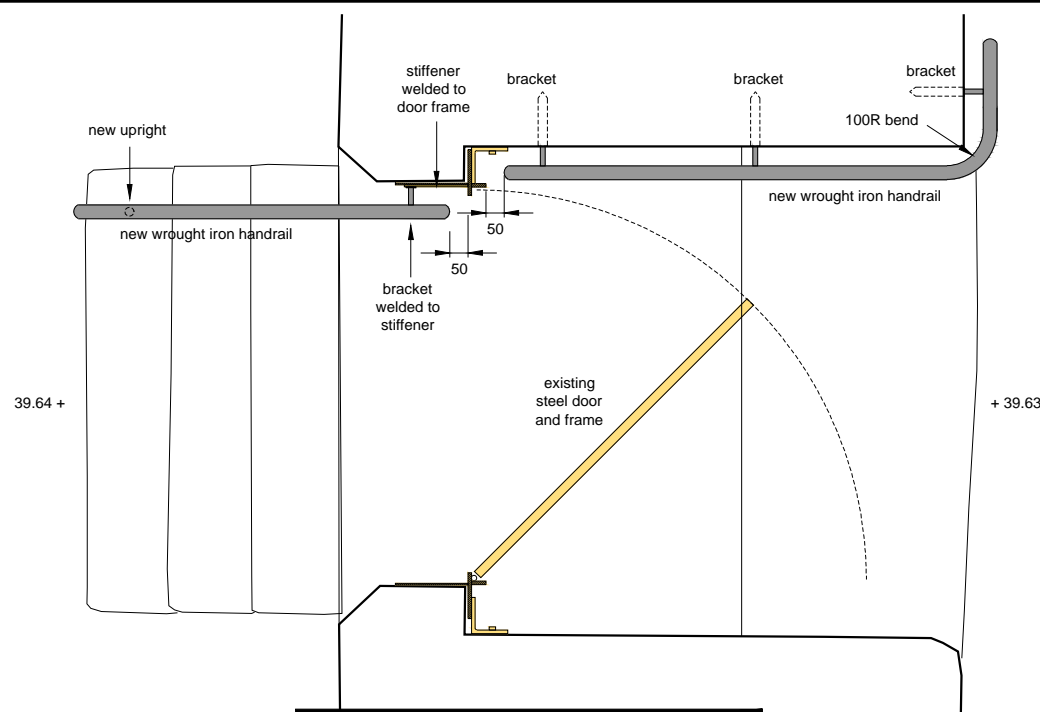 stiffener
welded to
door frame
bracket
bracket
bracket
100R bend
new upright
new wrought iron handrail
new wrought iron handrail
50
50
bracket
welded to
stiffener
existing
steel door
and frame
39.64 +
+ 39.63